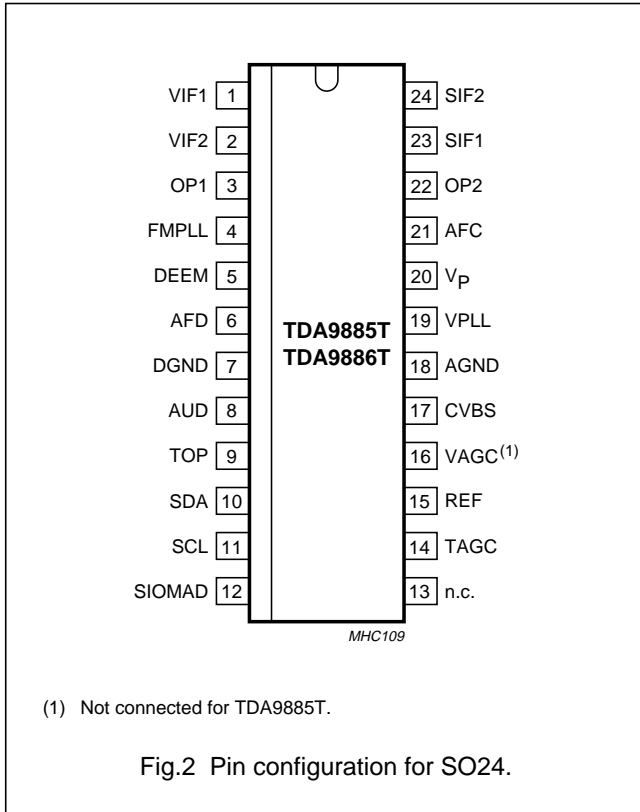 VIF1 1 24 SIF2
VIF2 2 23 SIF1
OP1 3 22 OP2
FMPLL 4 21 AFC
DEEM 5 20 VP
AFD 6 TDA9885T 19 VPLL
DGND 7 TDA9886T 18 AGND
AUD 8 17 CVBS
TOP 9 16 VAGC(1)
SDA 10 15 REF
SCL 11 14 TAGC
SIOMAD 12 13 n.c.
MHC109
(1) Not connected for TDA9885T.
Fig.2 Pin configuration for SO24.